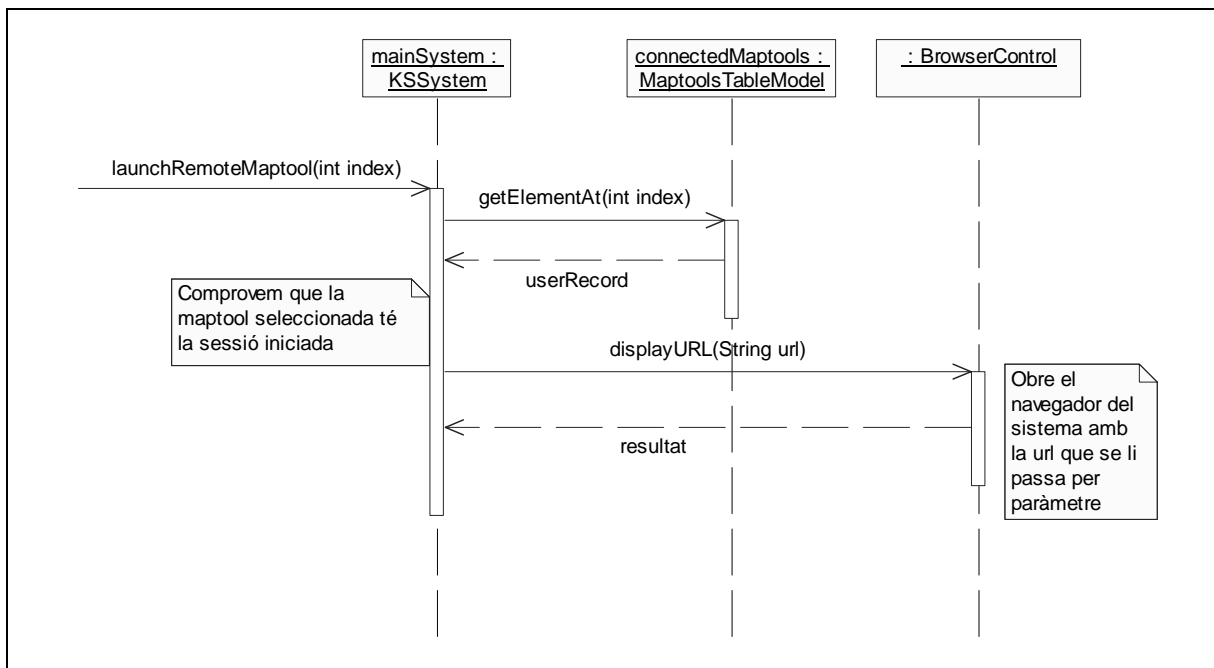 mainSystem :
KSSystem
connectedMaptools :
MaptoolsTableModel
: BrowserControl
launchRemoteMaptool(int index)
getElementAt(int index)
userRecord
Comprovem que la
maptool seleccionada té
la sessió iniciada
displayURL(String url)
resultat
Obre el
navegador del
sistema amb
la url que se li
passa per
paràmetre